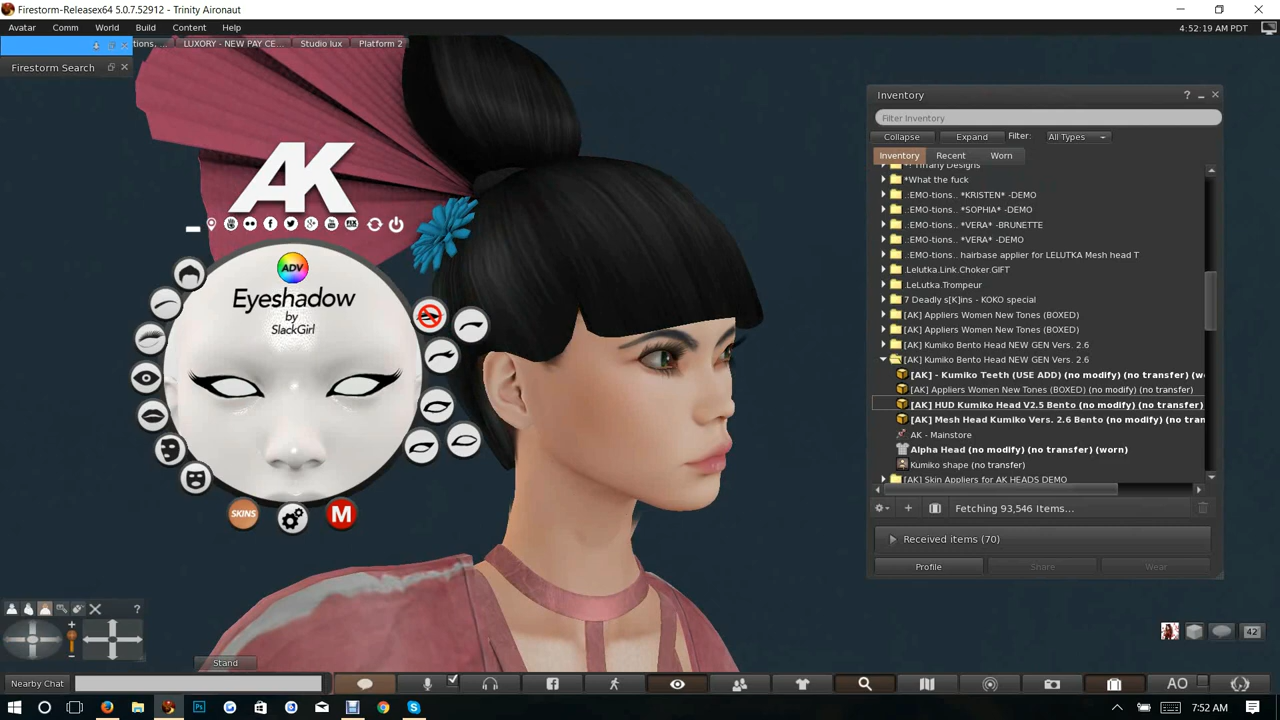 Firestorm-Releasex64 5.0.7.52912 - Trinity Aironaut
Avatar Comm World Build Content Help
4:52:19 AM PDT
tions, ... LUXORY - NEW PAY CE... Studio lux Platform 2
Firestorm Search
AK
ADV
Eyeshadow
by
SlackGirl
SKINS
M
Inventory
?
Filter Inventory
Collapse Expand Filter: All Types
Inventory Recent Worn
*! Tiffany Designs
*What the fuck
.:EMO-tions.. *KRISTEN* -DEMO
.:EMO-tions.. *SOPHIA* -DEMO
.:EMO-tions.. *VERA* -BRUNETTE
.:EMO-tions.. *VERA* -DEMO
.:EMO-tions.. hairbase applier for LELUTKA Mesh head T
.Lelutka.Link.Choker.GIFT
.LeLutka.Trompeur
7 Deadly s[K]ins - KOKO special
[AK] Appliers Women New Tones (BOXED)
[AK] Appliers Women New Tones (BOXED)
[AK] Kumiko Bento Head NEW GEN Vers. 2.6
[AK] Kumiko Bento Head NEW GEN Vers. 2.6
[AK] - Kumiko Teeth (USE ADD) (no modify) (no transfer) (wo
[AK] Appliers Women New Tones (BOXED) (no modify) (no transfer)
[AK] HUD Kumiko Head V2.5 Bento (no modify) (no transfer)
[AK] Mesh Head Kumiko Vers. 2.6 Bento (no modify) (no tran
AK - Mainstore
Alpha Head (no modify) (no transfer) (worn)
Kumiko shape (no transfer)
[AK] Skin Appliers for AK HEADS DEMO
Fetching 93,546 Items...
Received items (70)
Profile Share Wear
?
42
Stand
Nearby Chat
AO
7:52 AM